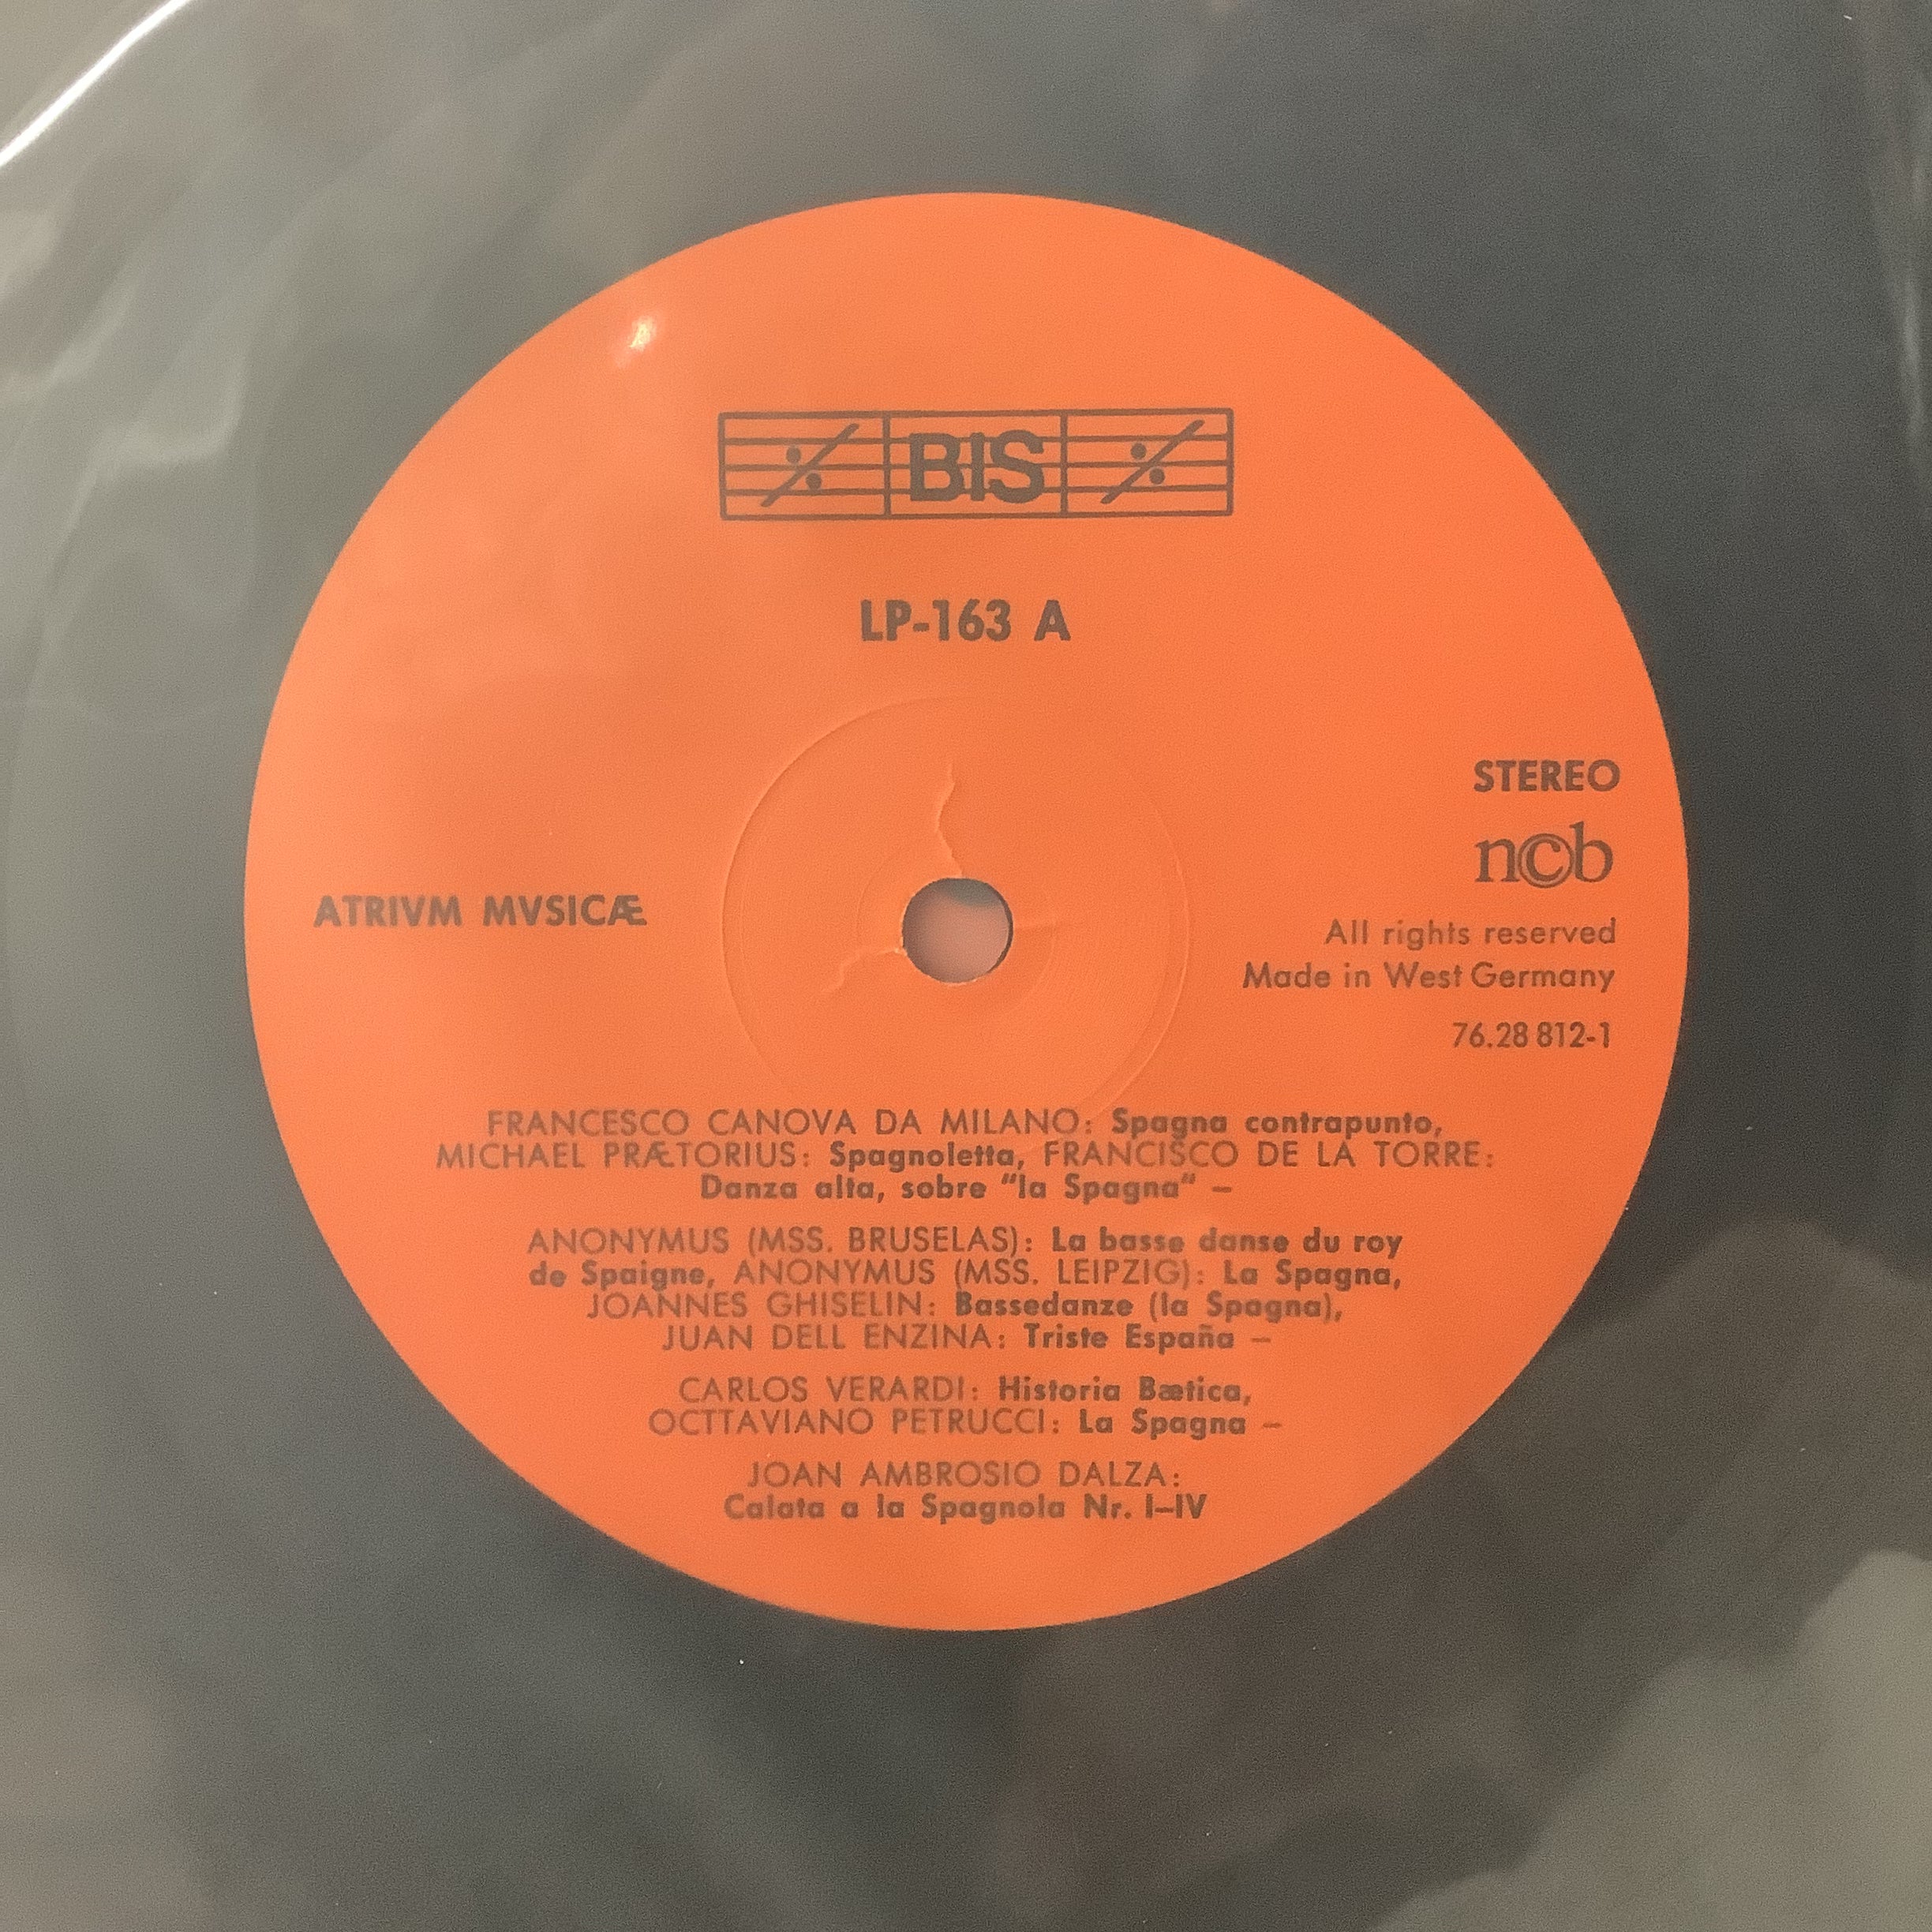 BIS
LP-163 A
STEREO
n©b
ATRIVM MVSICÆ
All rights reserved
Made in West Germany
76.28 812-1
FRANCESCO CANOVA DA MILANO: Spagna contrapunto,
MICHAEL PRÆTORIUS: Spagnoletta, FRANCISCO DE LA TORRE:
Danza alta, sobre “la Spagna“ –
ANONYMUS (MSS. BRUSELAS): La basse danse du roy
de Spaigne, ANONYMUS (MSS. LEIPZIG): La Spagna,
JOANNES GHISELIN: Bassedanze (la Spagna),
JUAN DELL ENZINA: Triste España –
CARLOS VERARDI: Historia Bætica,
OCTTAVIANO PETRUCCI: La Spagna –
JOAN AMBROSIO DALZA:
Calata a la Spagnola Nr. I–IV